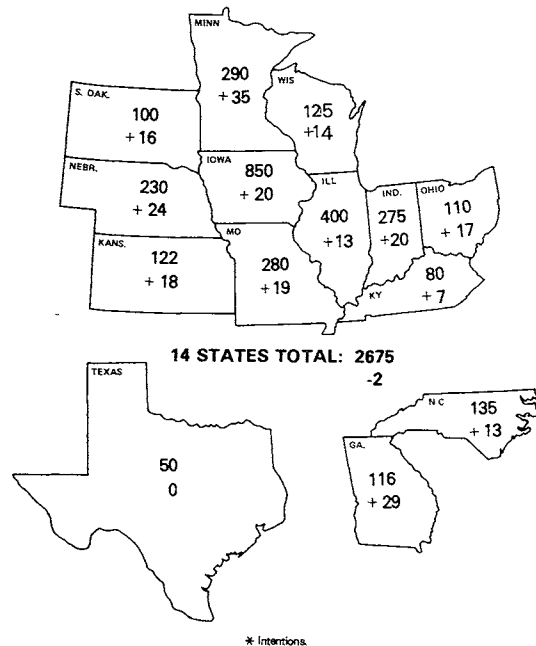 MINN
290
+ 35
WIS
125
+14
S. DAK.
100
+ 16
IOWA
850
+ 20
NEBR.
230
+ 24
ILL
400
+ 13
IND.
275
+20
OHIO
110
+ 17
KANS.
122
+ 18
MO
280
+ 19
KY
80
+ 7
14 STATES TOTAL: 2675
-2
TEXAS
50
0
N C
135
+ 13
GA.
116
+ 29
* Intentions.